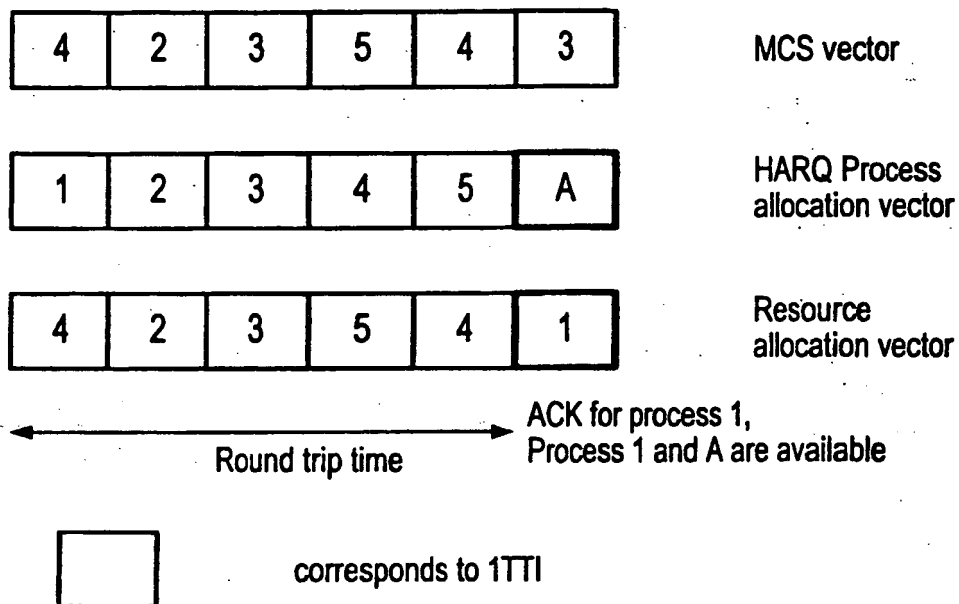 4 2 3 5 4 3 MCS vector
1 2 3 4 5 A HARQ Process
allocation vector
4 2 3 5 4 1 Resource
allocation vector
Round trip time
ACK for process 1,
Process 1 and A are available
corresponds to 1TTI